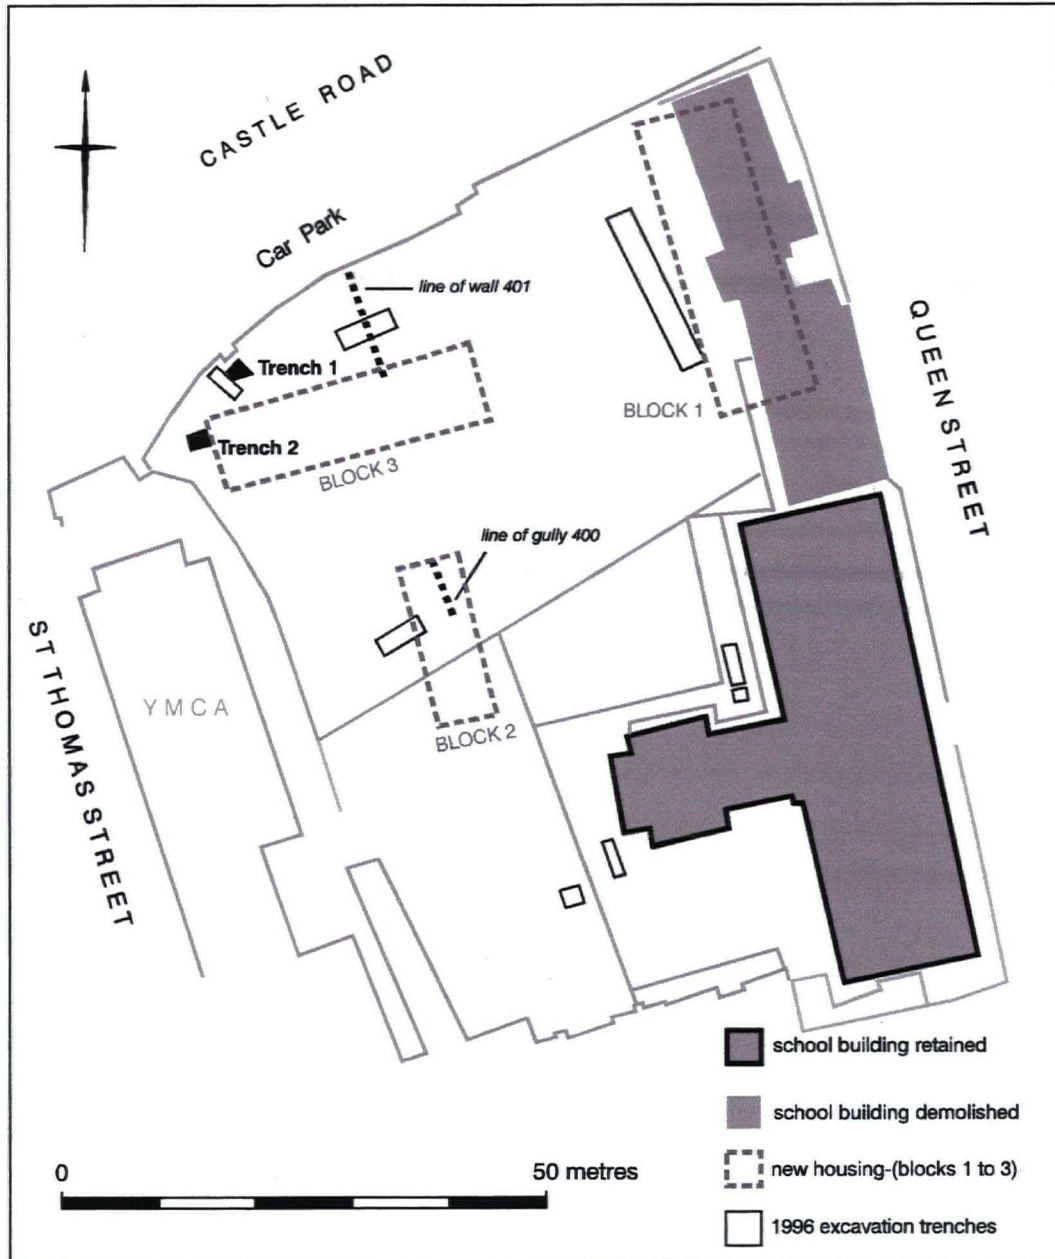 CASTLE ROAD
Car Park
line of wall 401
Trench 1
QUEEN STREET
BLOCK 1
Trench 2
BLOCK 3
line of gully 400
ST THOMAS STREET
YMCA
BLOCK 2
school building retained
school building demolished
new housing-(blocks 1 to 3)
1996 excavation trenches
0
50 metres